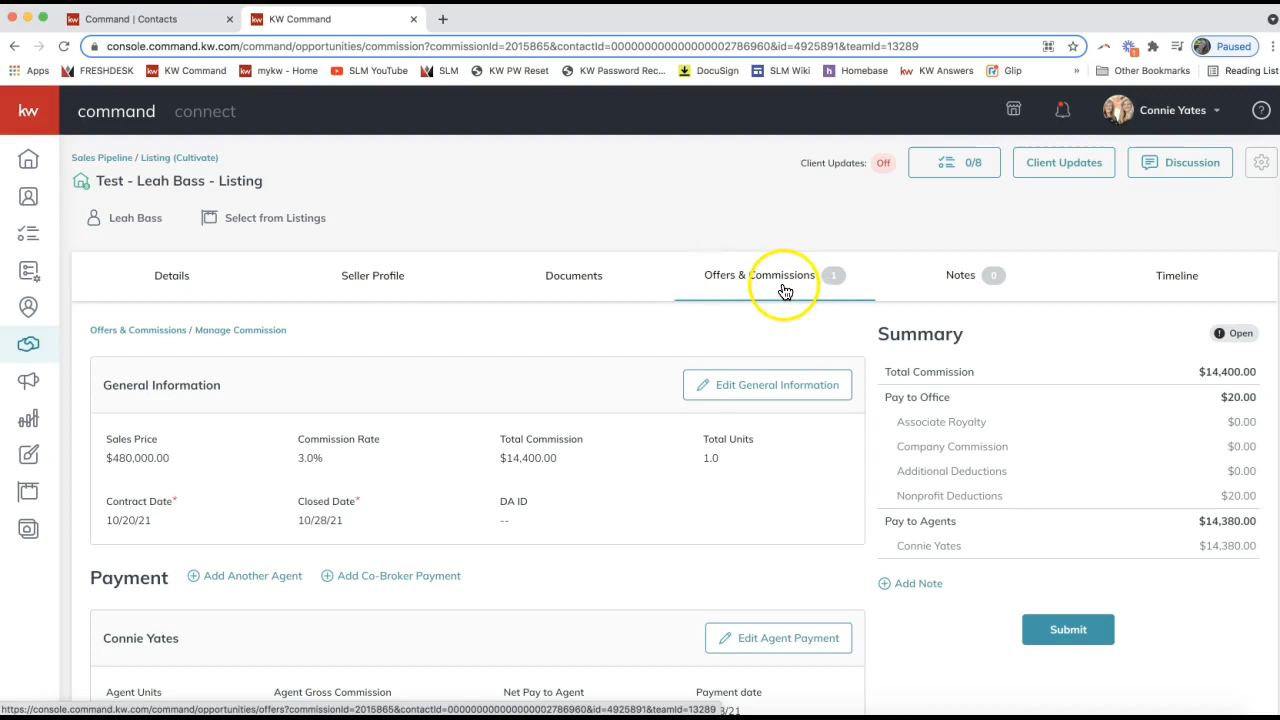 Command | Contacts
KW Command
console.command.kw.com/command/opportunities/commission?commissionId=2015865&contactId=00000000000000002786960&id=4925891&teamId=13289
Paused
Apps
FRESHDESK
KW Command
mykw - Home
SLM YouTube
SLM
KW PW Reset
KW Password Rec...
DocuSign
SLM Wiki
Homebase
KW Answers
Glip
»
Other Bookmarks
Reading List
kw
command
connect
Connie Yates
Sales Pipeline / Listing (Cultivate)
Client Updates: Off
0/8
Client Updates
Discussion
Test - Leah Bass - Listing
Leah Bass
Select from Listings
Details
Seller Profile
Documents
Offers & Commissions 1
Notes 0
Timeline
Offers & Commissions / Manage Commission
Summary
Open
General Information
Edit General Information
Total Commission $14,400.00
Pay to Office $20.00
Associate Royalty $0.00
Company Commission $0.00
Additional Deductions $0.00
Nonprofit Deductions $20.00
Pay to Agents $14,380.00
Connie Yates $14,380.00
Add Note
Submit
Sales Price
Commission Rate
Total Commission
Total Units
$480,000.00
3.0%
$14,400.00
1.0
Contract Date*
Closed Date*
DA ID
10/20/21
10/28/21
--
Payment
Add Another Agent
Add Co-Broker Payment
Connie Yates
Edit Agent Payment
Agent Units
Agent Gross Commission
Net Pay to Agent
Payment date
https://console.command.kw.com/command/opportunities/offers?commissionId=2015865&contactId=00000000000000002786960&id=4925891&teamId=13289